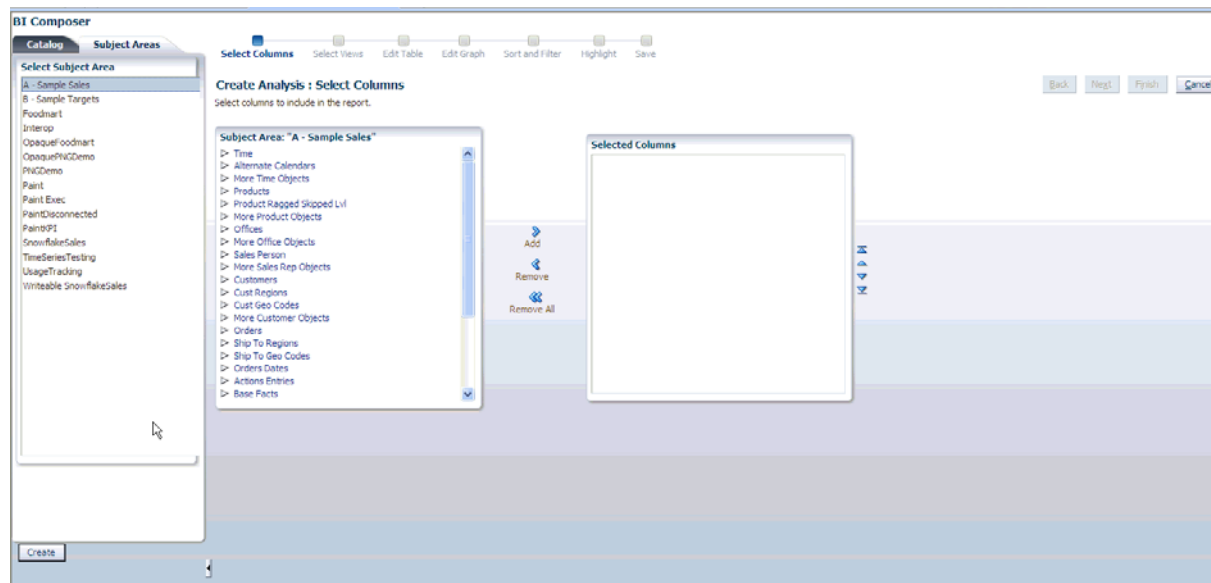 BI Composer
Catalog Subject Areas
Select Subject Area
A - Sample Sales
B - Sample Targets
Foodmart
Interop
OpaqueFoodmart
OpaquePNGDemo
PNGDemo
Paint
Paint Exec
PaintDisconnected
PaintKPI
SnowflakeSales
TimeSeriesTesting
UsageTracking
Writeable SnowflakeSales
Create
Select Columns Select Views Edit Table Edit Graph Sort and Filter Highlight Save
Create Analysis : Select Columns
Back Next Finish Cancel
Select columns to include in the report.
Subject Area: "A - Sample Sales"
Time
Alternate Calendars
More Time Objects
Products
Product Ragged Skipped Lvl
More Product Objects
Offices
More Office Objects
Sales Person
More Sales Rep Objects
Customers
Cust Regions
Cust Geo Codes
More Customer Objects
Orders
Ship To Regions
Ship To Geo Codes
Orders Dates
Actions Entries
Base Facts
Add
Remove
Remove All
Selected Columns